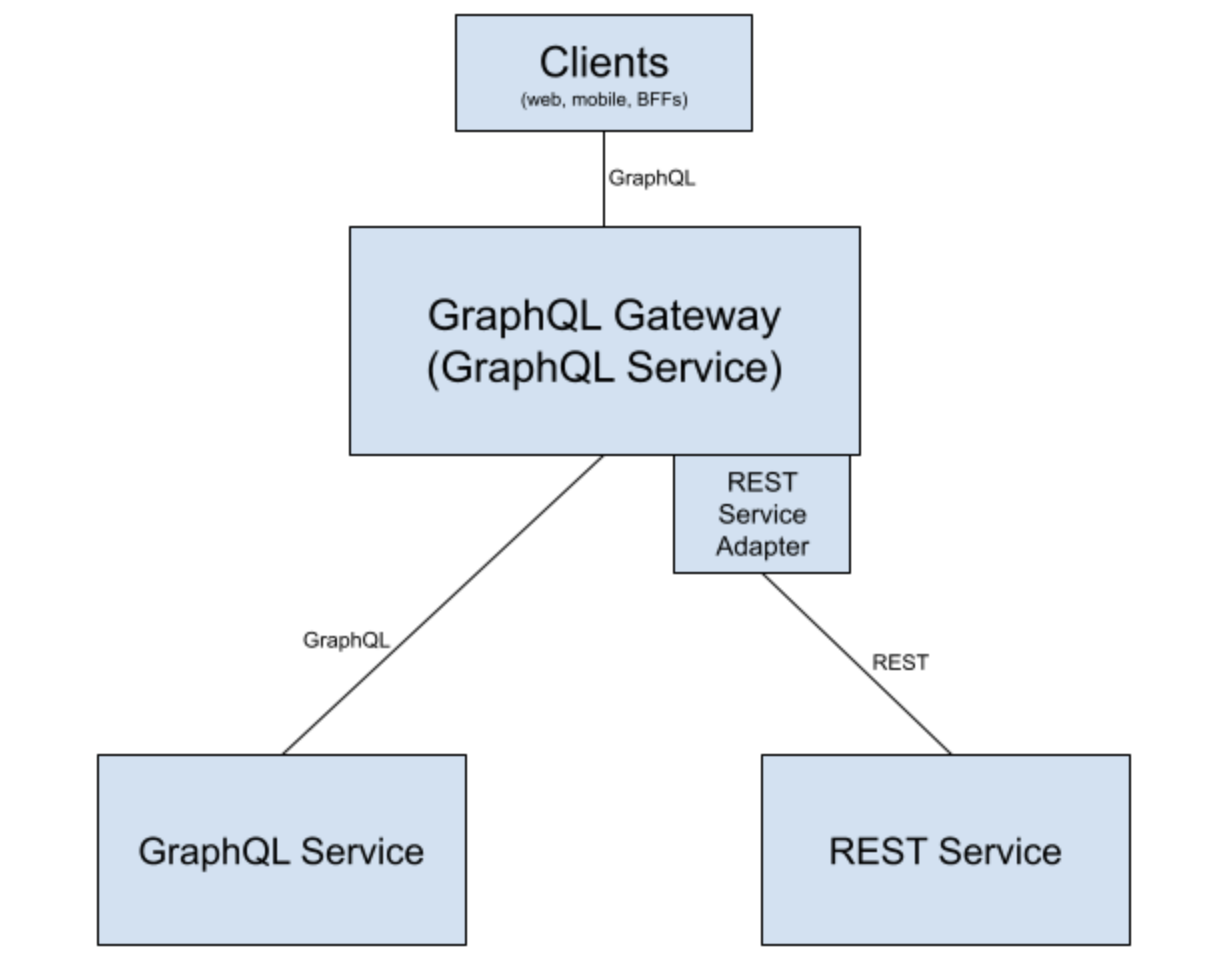 Clients
(web, mobile, BFFs)
GraphQL
GraphQL Gateway
(GraphQL Service)
REST
Service
Adapter
GraphQL
REST
GraphQL Service
REST Service